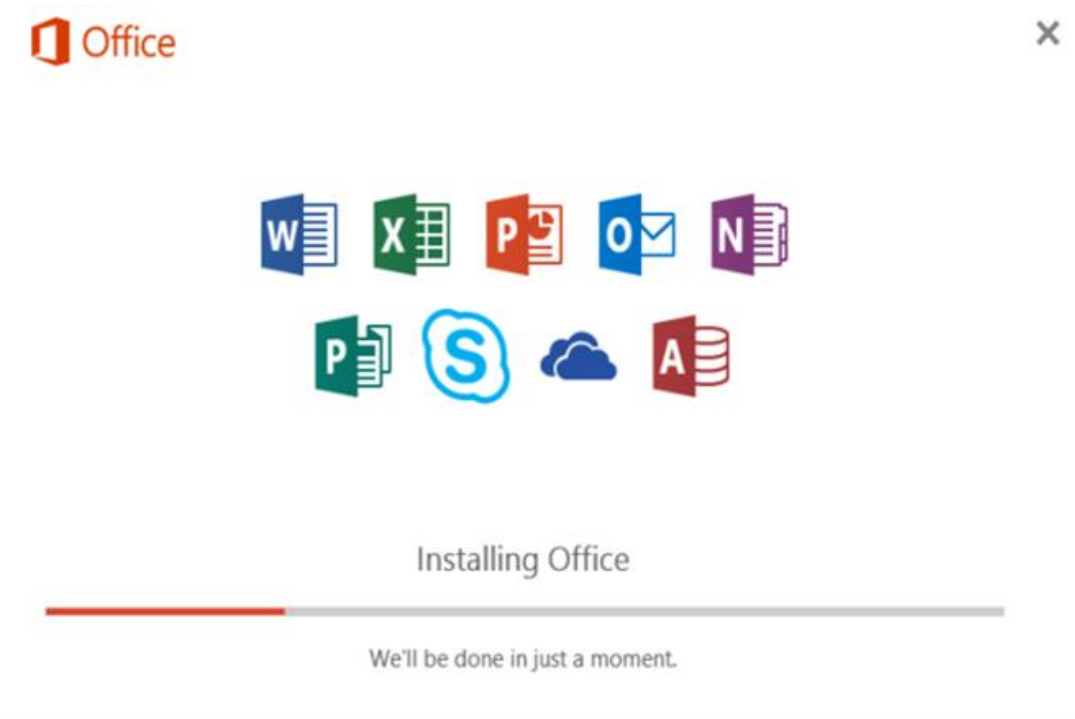 Office
W X P O N
P S A
Installing Office
We'll be done in just a moment.